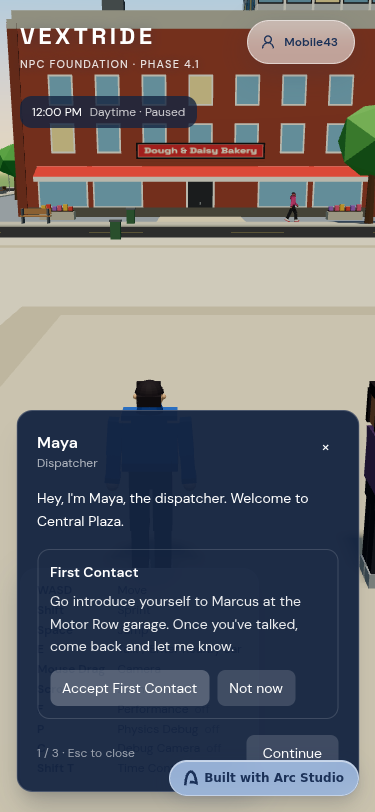 VEXTRIDE
Mobile43
NPC FOUNDATION · PHASE 4.1
12:00 PM Daytime · Paused
Dough & Daisy Bakery
Maya
×
Dispatcher
Hey, I'm Maya, the dispatcher. Welcome to
Central Plaza.
First Contact
Go introduce yourself to Marcus at the
Motor Row garage. Once you've talked,
come back and let me know.
Accept First Contact
Not now
1 / 3 · Esc to close
Continue
Shift T
Built with Arc Studio